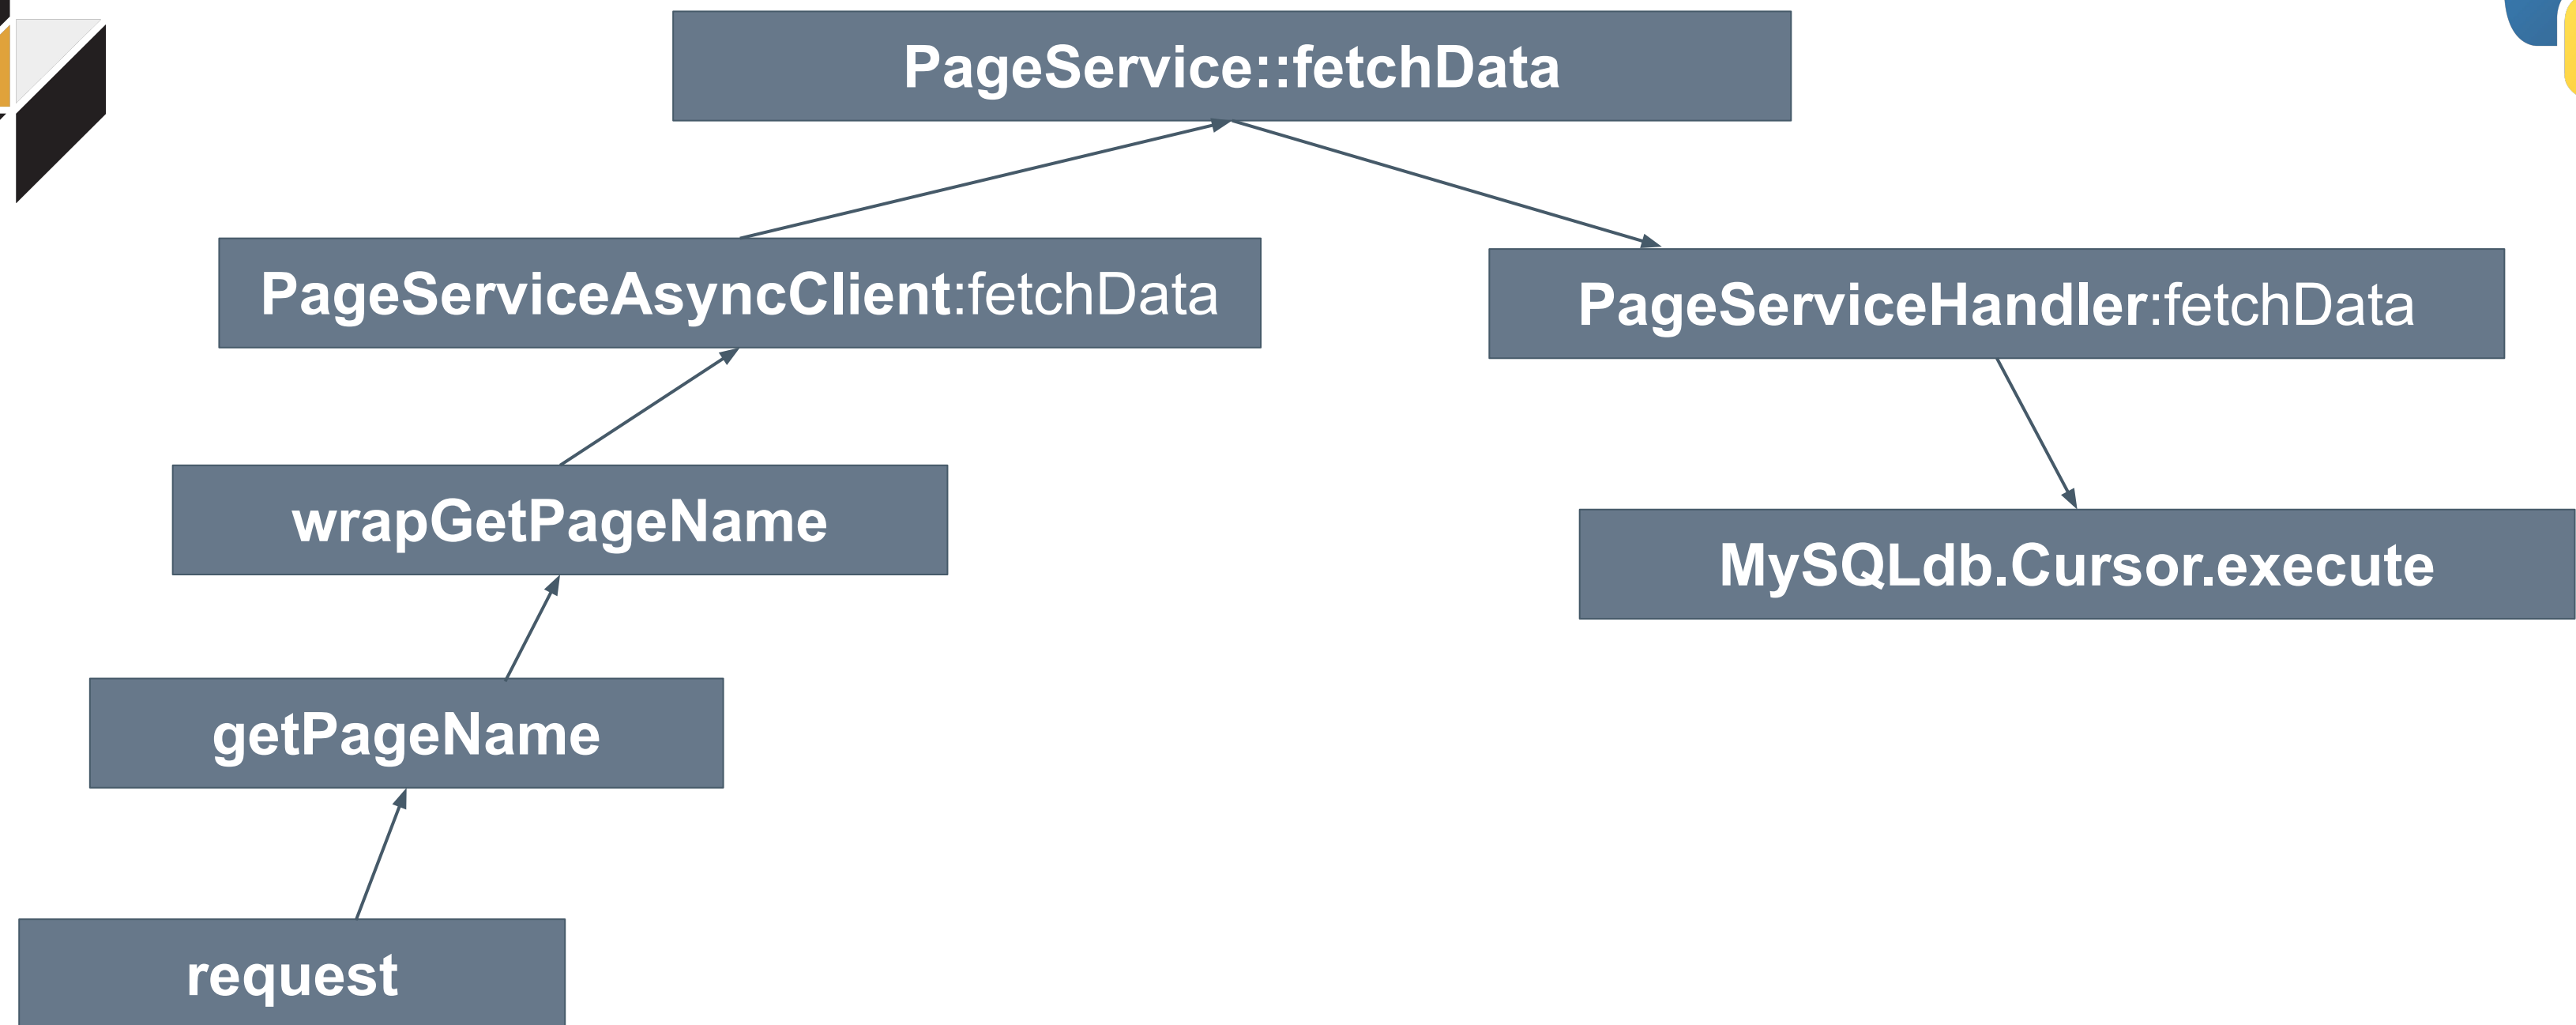 PageService::fetchData
PageServiceAsyncClient:fetchData
PageServiceHandler:fetchData
wrapGetPageName
MySQLdb.Cursor.execute
getPageName
request